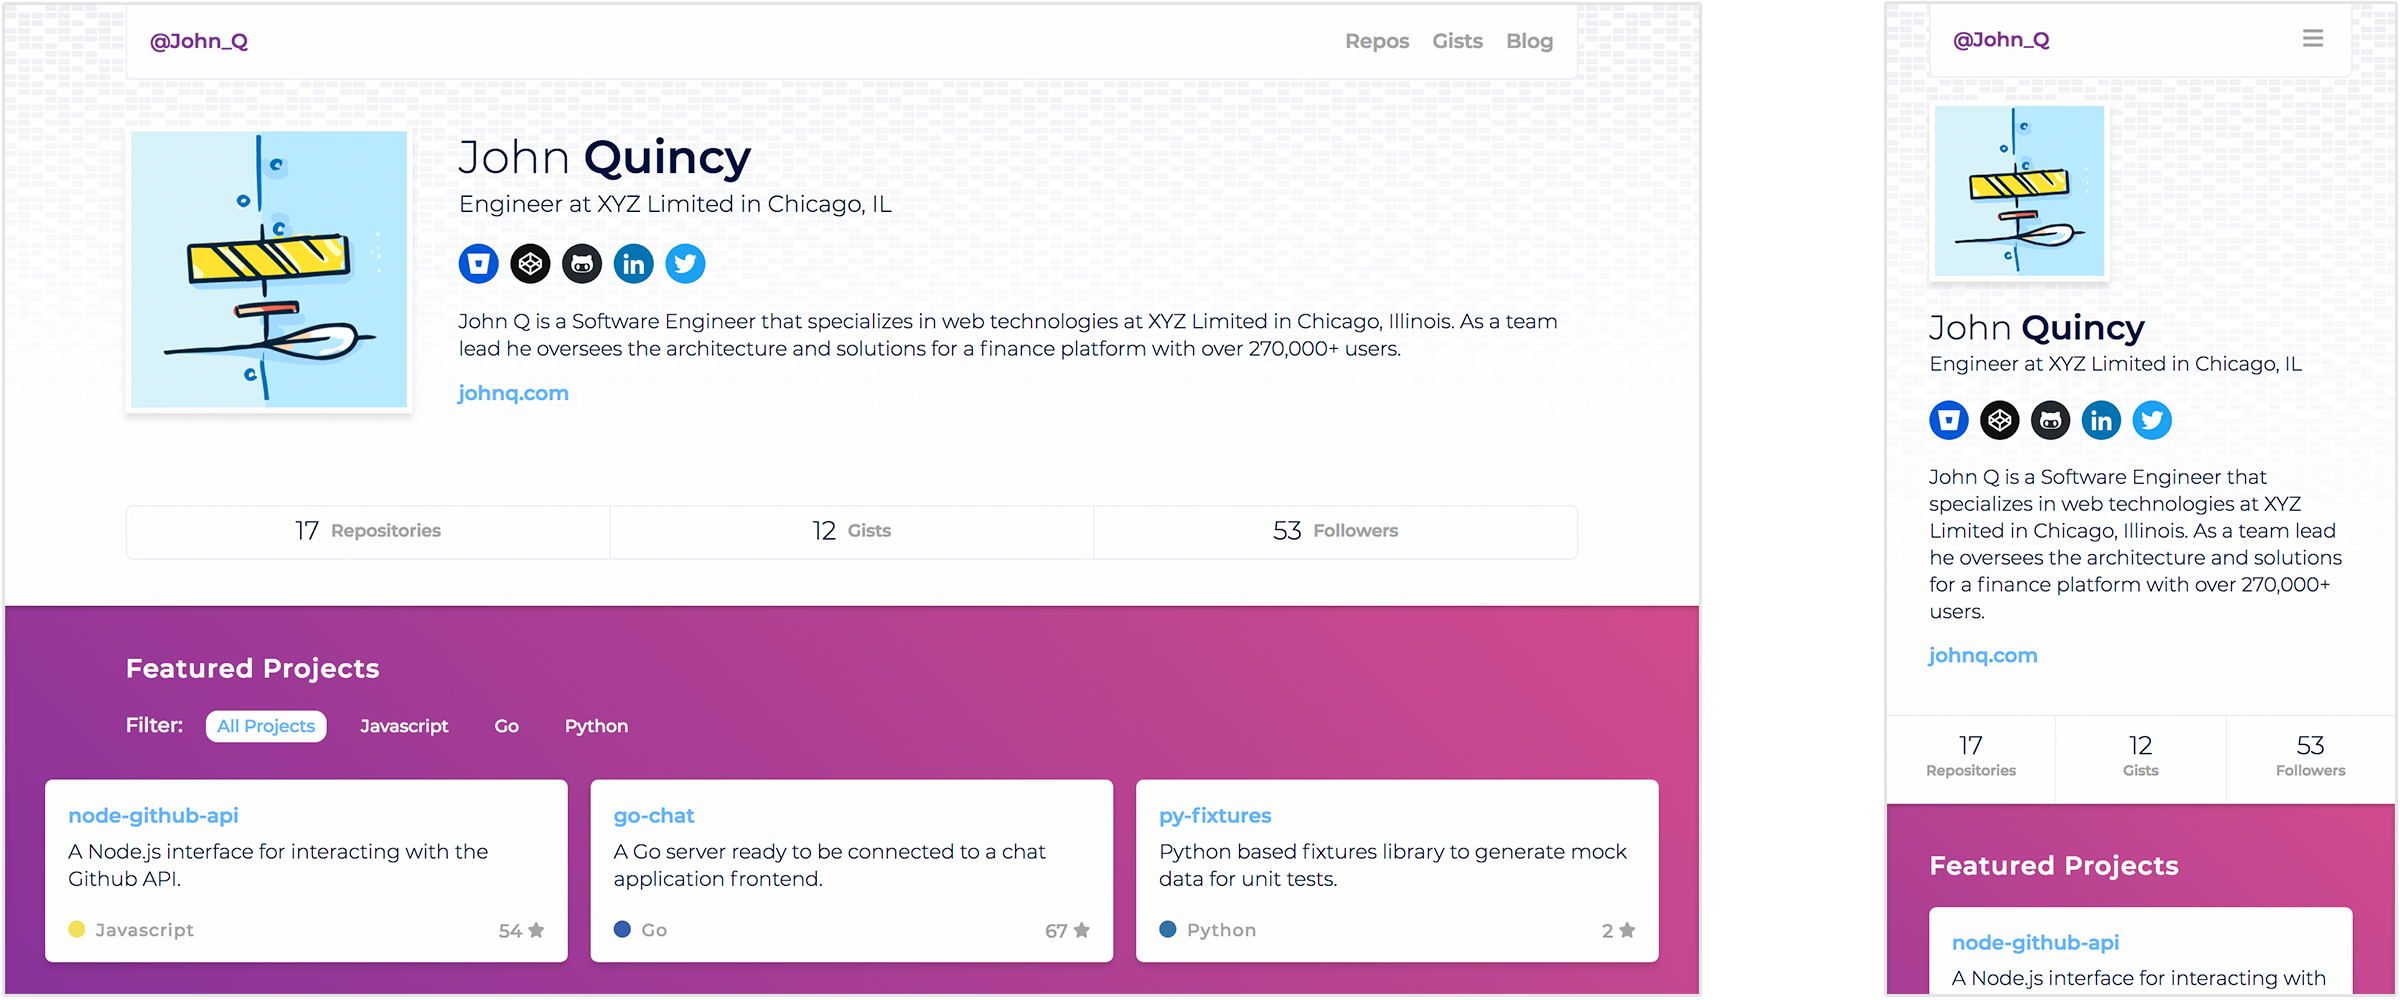 @John_Q
Repos Gists Blog
John Quincy
Engineer at XYZ Limited in Chicago, IL
in
John Q is a Software Engineer that specializes in web technologies at XYZ Limited in Chicago, Illinois. As a team
lead he oversees the architecture and solutions for a finance platform with over 270,000+ users.
johnq.com
17 Repositories
12 Gists
53 Followers
Featured Projects
Filter: All Projects Javascript Go Python
node-github-api
A Node.js interface for interacting with the
Github API.
Javascript 54
go-chat
A Go server ready to be connected to a chat
application frontend.
Go 67
py-fixtures
Python based fixtures library to generate mock
data for unit tests.
Python 2
@John_Q
John Quincy
Engineer at XYZ Limited in Chicago, IL
in
John Q is a Software Engineer that
specializes in web technologies at XYZ
Limited in Chicago, Illinois. As a team lead
he oversees the architecture and solutions
for a finance platform with over 270,000+
users.
johnq.com
17
Repositories
12
Gists
53
Followers
Featured Projects
node-github-api
A Node.js interface for interacting with